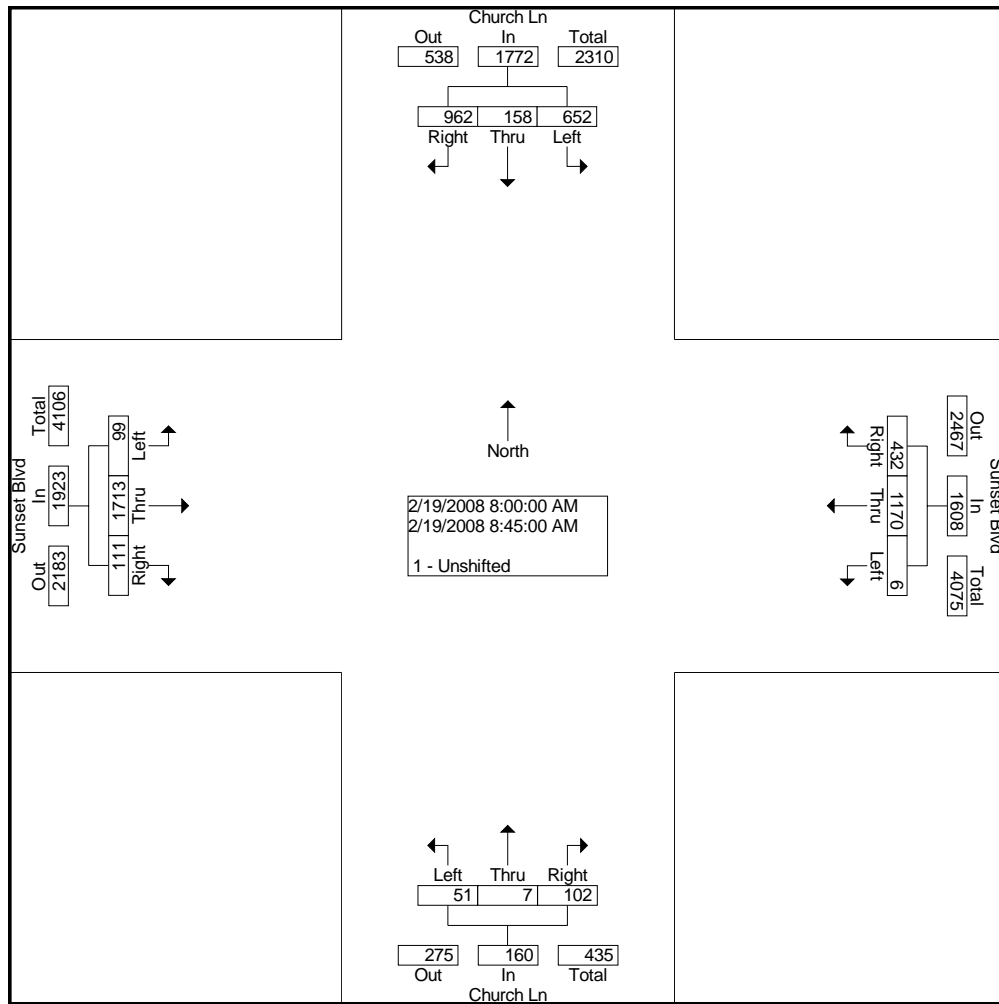 Church Ln
Out In Total
538 1772 2310
962 158 652
Right Thru Left
Sunset Blvd
Total In Out
4106 1923 2183
99 1713 111
Left Thru Right
North
2/19/2008 8:00:00 AM
2/19/2008 8:45:00 AM
1 - Unshifted
Right Thru Left
432 1170 6
2467 1608 4075
Out In Total
Sunset Blvd
Left Thru Right
51 7 102
275 160 435
Out In Total
Church Ln